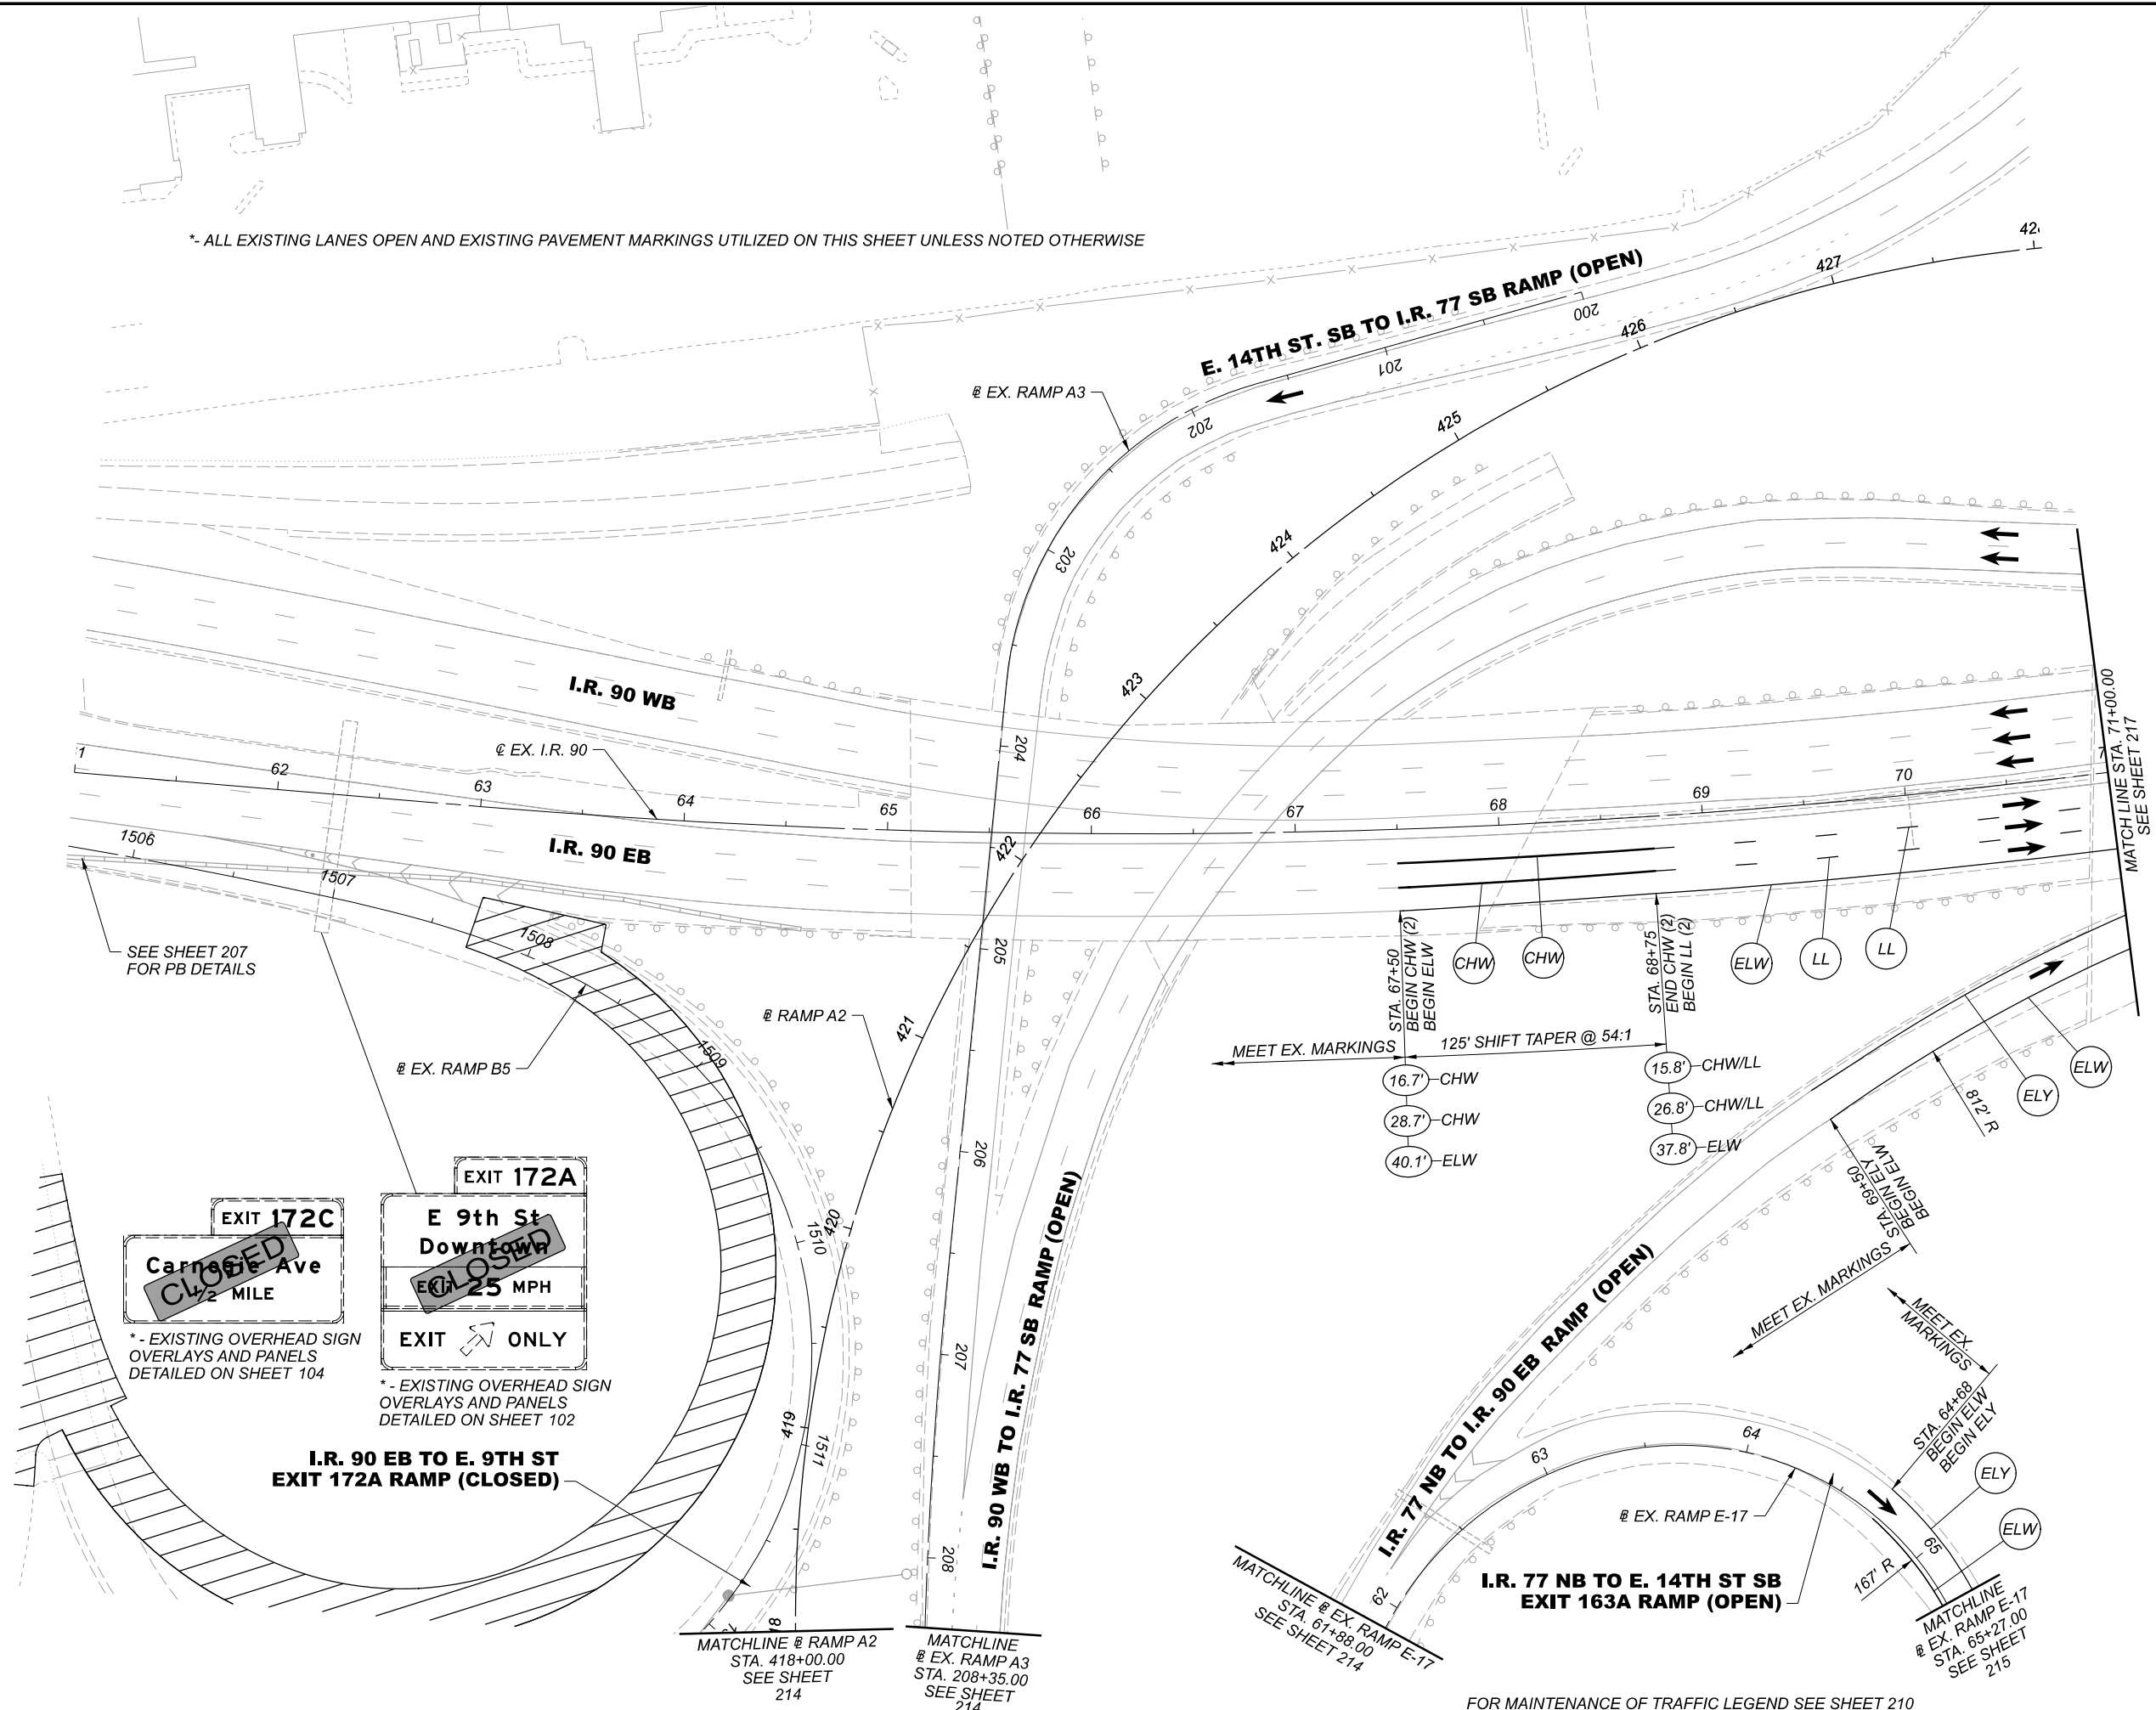 *- ALL EXISTING LANES OPEN AND EXISTING PAVEMENT MARKINGS UTILIZED ON THIS SHEET UNLESS NOTED OTHERWISE
E. 14TH ST. SB TO I.R. 77 SB RAMP (OPEN)
427
426
425
424
423
422
421
420
419
200
201
202
203
204
205
206
207
208
EX. RAMP A3
I.R. 90 WB
EX. I.R. 90
I.R. 90 EB
62
63
64
65
66
67
68
69
70
MATCH LINE STA. 71+00.00
SEE SHEET 217
1506
1507
1508
1509
1510
1511
SEE SHEET 207
FOR PB DETAILS
EX. RAMP B5
RAMP A2
CHW
CHW
ELW
LL
LL
STA. 67+50
BEGIN CHW (2)
BEGIN ELW
STA. 68+75
END CHW (2)
BEGIN LL (2)
MEET EX. MARKINGS
125' SHIFT TAPER @ 54:1
16.7' CHW
28.7' CHW
40.1' ELW
15.8' CHW/LL
26.8' CHW/LL
37.8' ELW
ELY
ELW
812' R
STA. 69+50
BEGIN ELY
BEGIN ELW
MEET EX. MARKINGS
MEET EX.
MARKINGS
STA. 64+68
BEGIN ELW
BEGIN ELY
ELY
ELW
EXIT 172C
Carnegie Ave
1/2 MILE
CLOSED
* - EXISTING OVERHEAD SIGN
OVERLAYS AND PANELS
DETAILED ON SHEET 104
EXIT 172A
E 9th St
Downtown
EXIT 25 MPH
CLOSED
EXIT ONLY
* - EXISTING OVERHEAD SIGN
OVERLAYS AND PANELS
DETAILED ON SHEET 102
I.R. 90 EB TO E. 9TH ST
EXIT 172A RAMP (CLOSED)
I.R. 90 WB TO I.R. 77 SB RAMP (OPEN)
I.R. 77 NB TO I.R. 90 EB RAMP (OPEN)
62
63
64
65
EX. RAMP E-17
167' R
I.R. 77 NB TO E. 14TH ST SB
EXIT 163A RAMP (OPEN)
MATCHLINE RAMP A2
STA. 418+00.00
SEE SHEET
214
MATCHLINE
EX. RAMP A3
STA. 208+35.00
SEE SHEET
214
MATCHLINE EX. RAMP E-17
STA. 61+88.00
SEE SHEET 214
MATCHLINE
EX. RAMP E-17
STA. 65+27.00
SEE SHEET
215
FOR MAINTENANCE OF TRAFFIC LEGEND SEE SHEET 210